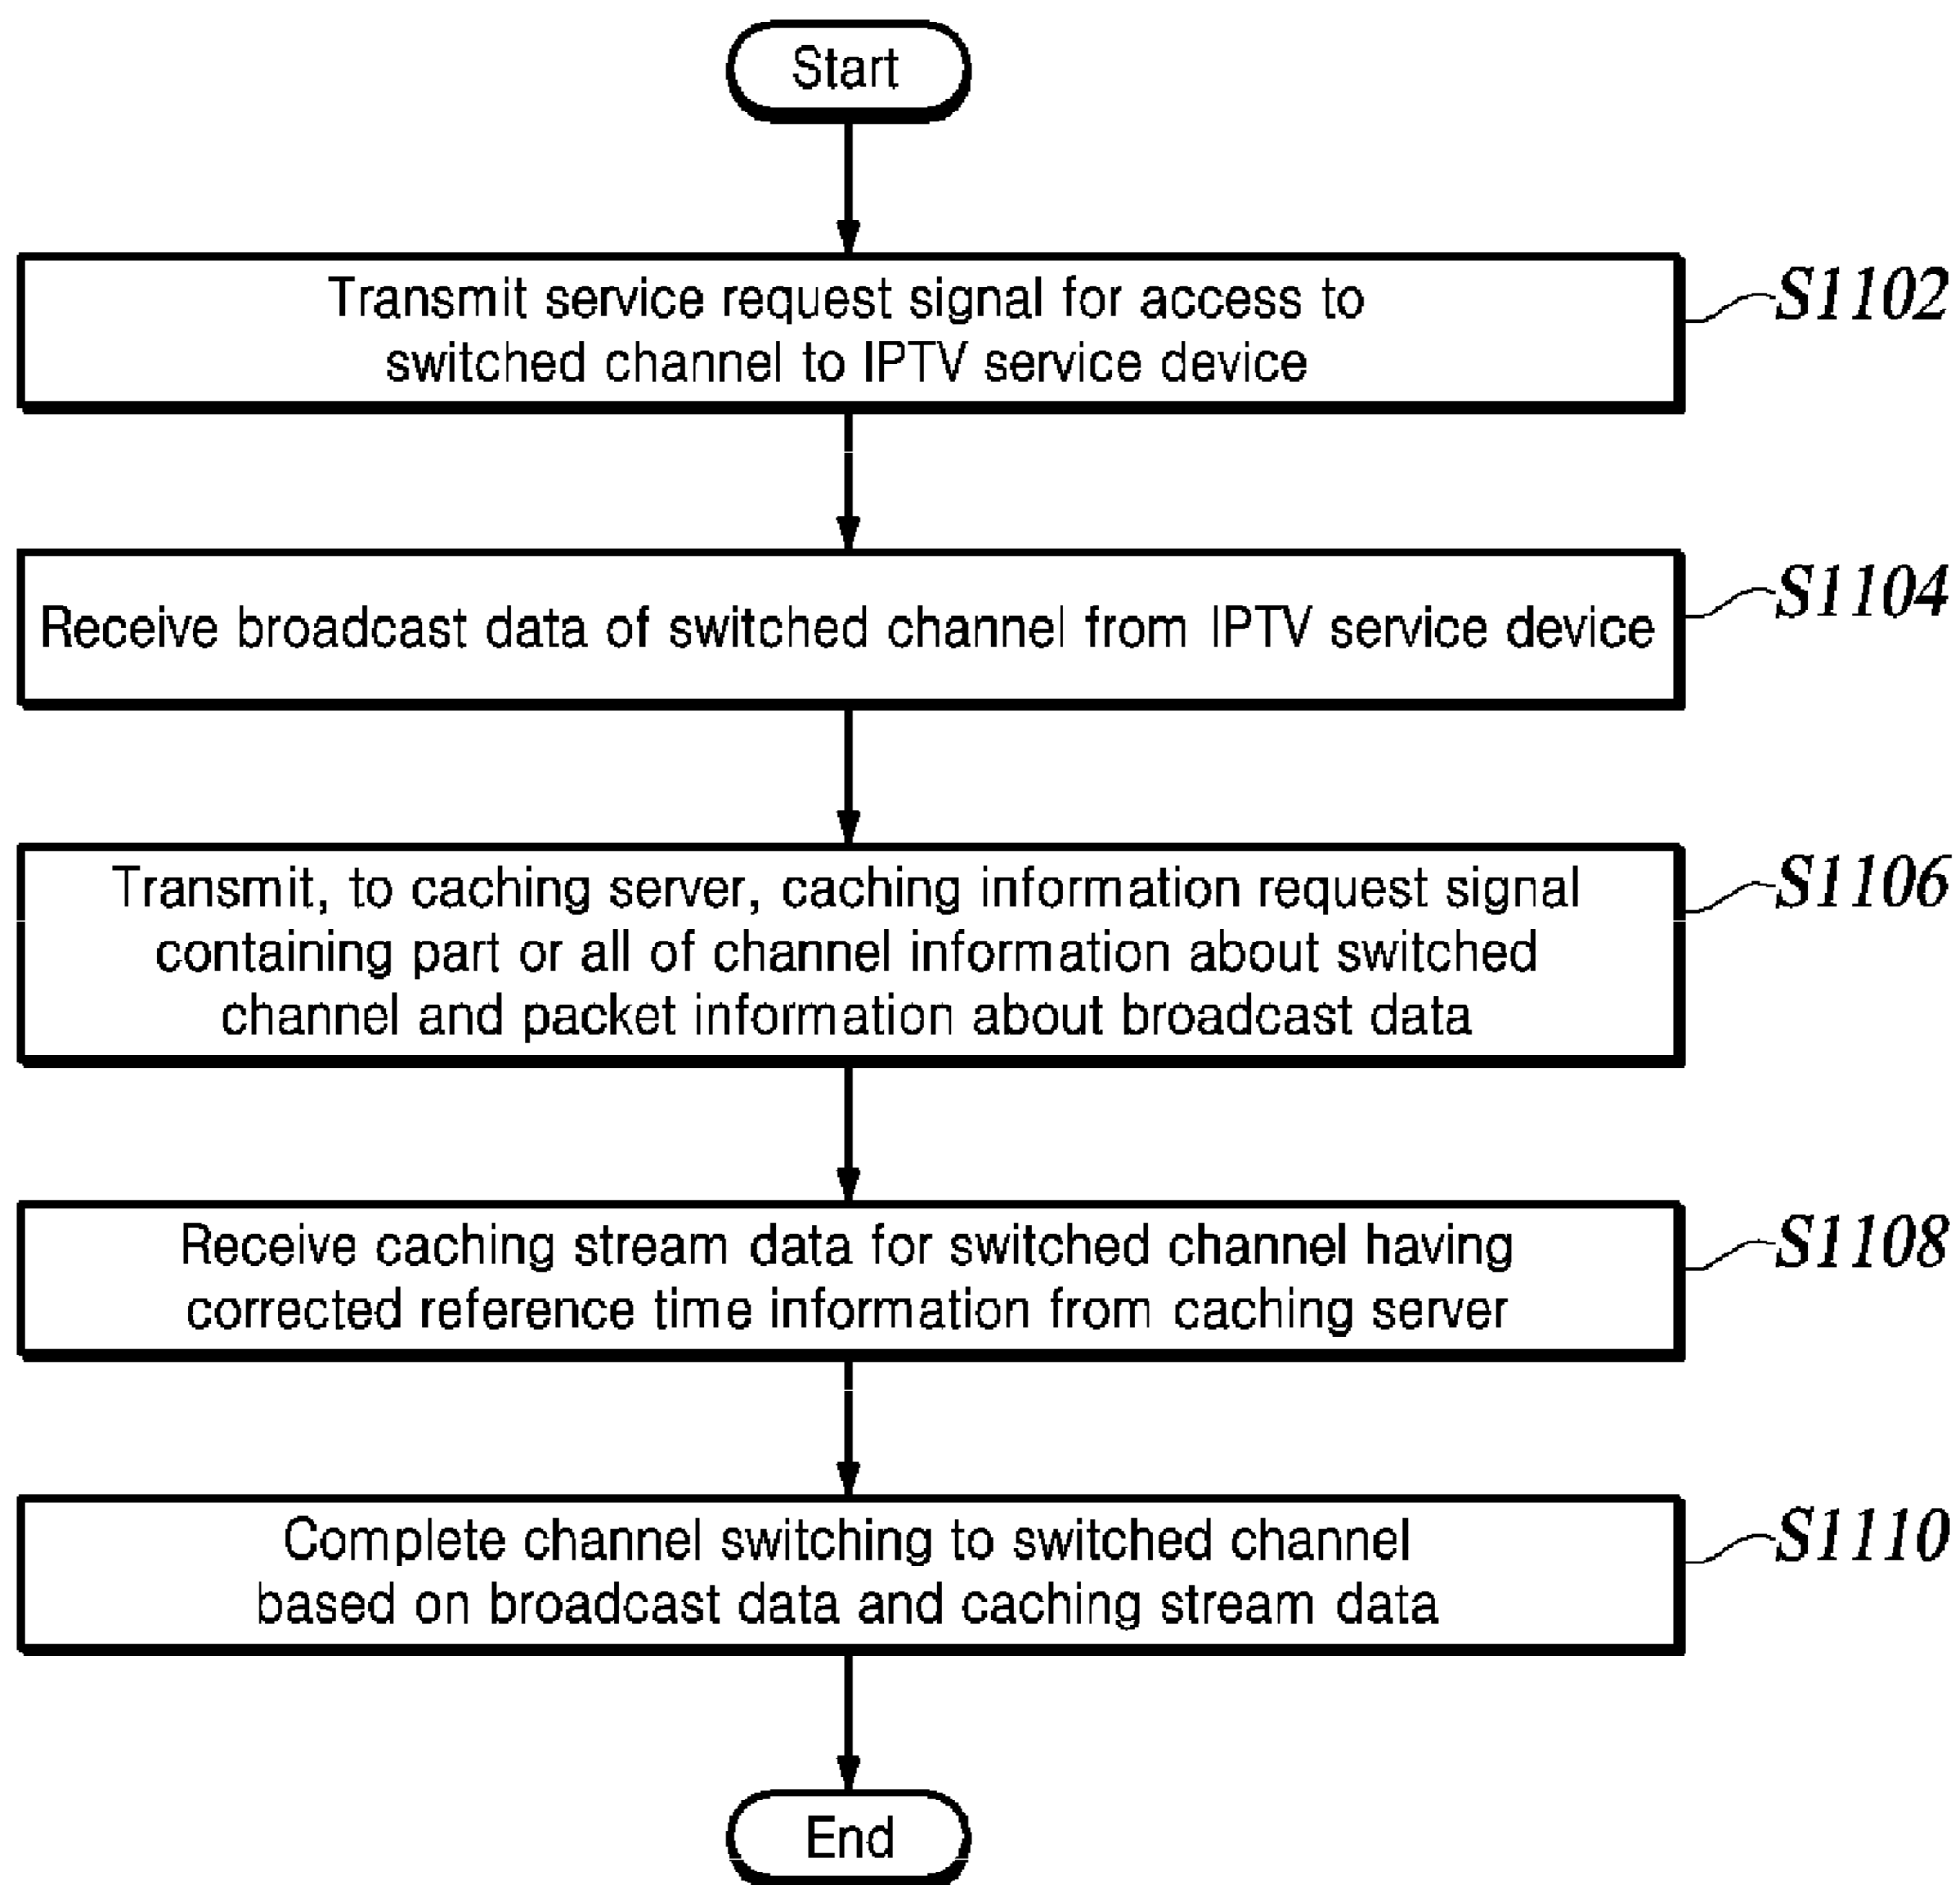 Start
Transmit service request signal for access to
switched channel to IPTV service device
S1102
Receive broadcast data of switched channel from IPTV service device
S1104
Transmit, to caching server, caching information request signal
containing part or all of channel information about switched
channel and packet information about broadcast data
S1106
Receive caching stream data for switched channel having
corrected reference time information from caching server
S1108
Complete channel switching to switched channel
based on broadcast data and caching stream data
S1110
End